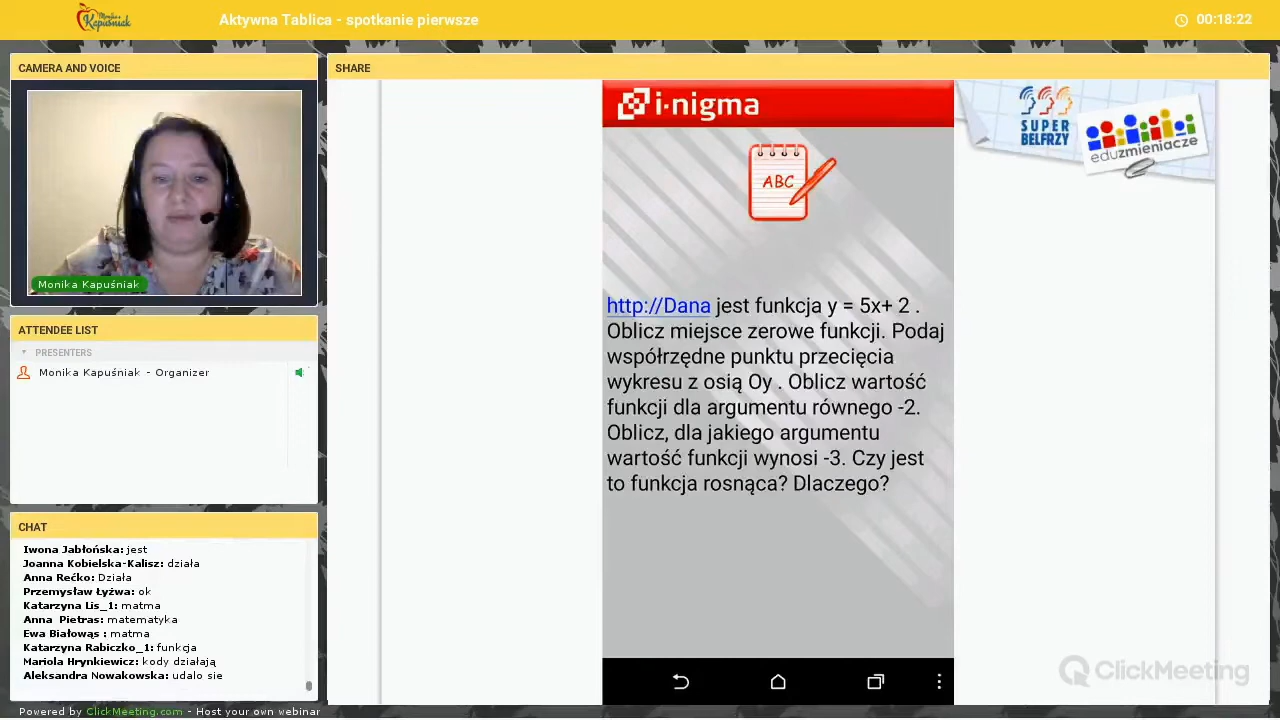 Monika Kapuśniak
Aktywna Tablica - spotkanie pierwsze
00:18:22
CAMERA AND VOICE
Monika Kapuśniak
ATTENDEE LIST
PRESENTERS
Monika Kapuśniak - Organizer
CHAT
Iwona Jabłońska: jest
Joanna Kobielska-Kalisz: działa
Anna Rećko: Działa
Przemysław Łyżwa: ok
Katarzyna Lis_1: matma
Anna Pietras: matematyka
Ewa Białowąs : matma
Katarzyna Rabiczko_1: funkcja
Mariola Hrynkiewicz: kody działają
Aleksandra Nowakowska: udalo sie
Powered by ClickMeeting.com - Host your own webinar
SHARE
i-nigma
ABC
http://Dana jest funkcja y = 5x+ 2 .
Oblicz miejsce zerowe funkcji. Podaj
współrzędne punktu przecięcia
wykresu z osią Oy . Oblicz wartość
funkcji dla argumentu równego -2.
Oblicz, dla jakiego argumentu
wartość funkcji wynosi -3. Czy jest
to funkcja rosnąca? Dlaczego?
SUPER
BELFRZY
eduzmieniacze
ClickMeeting